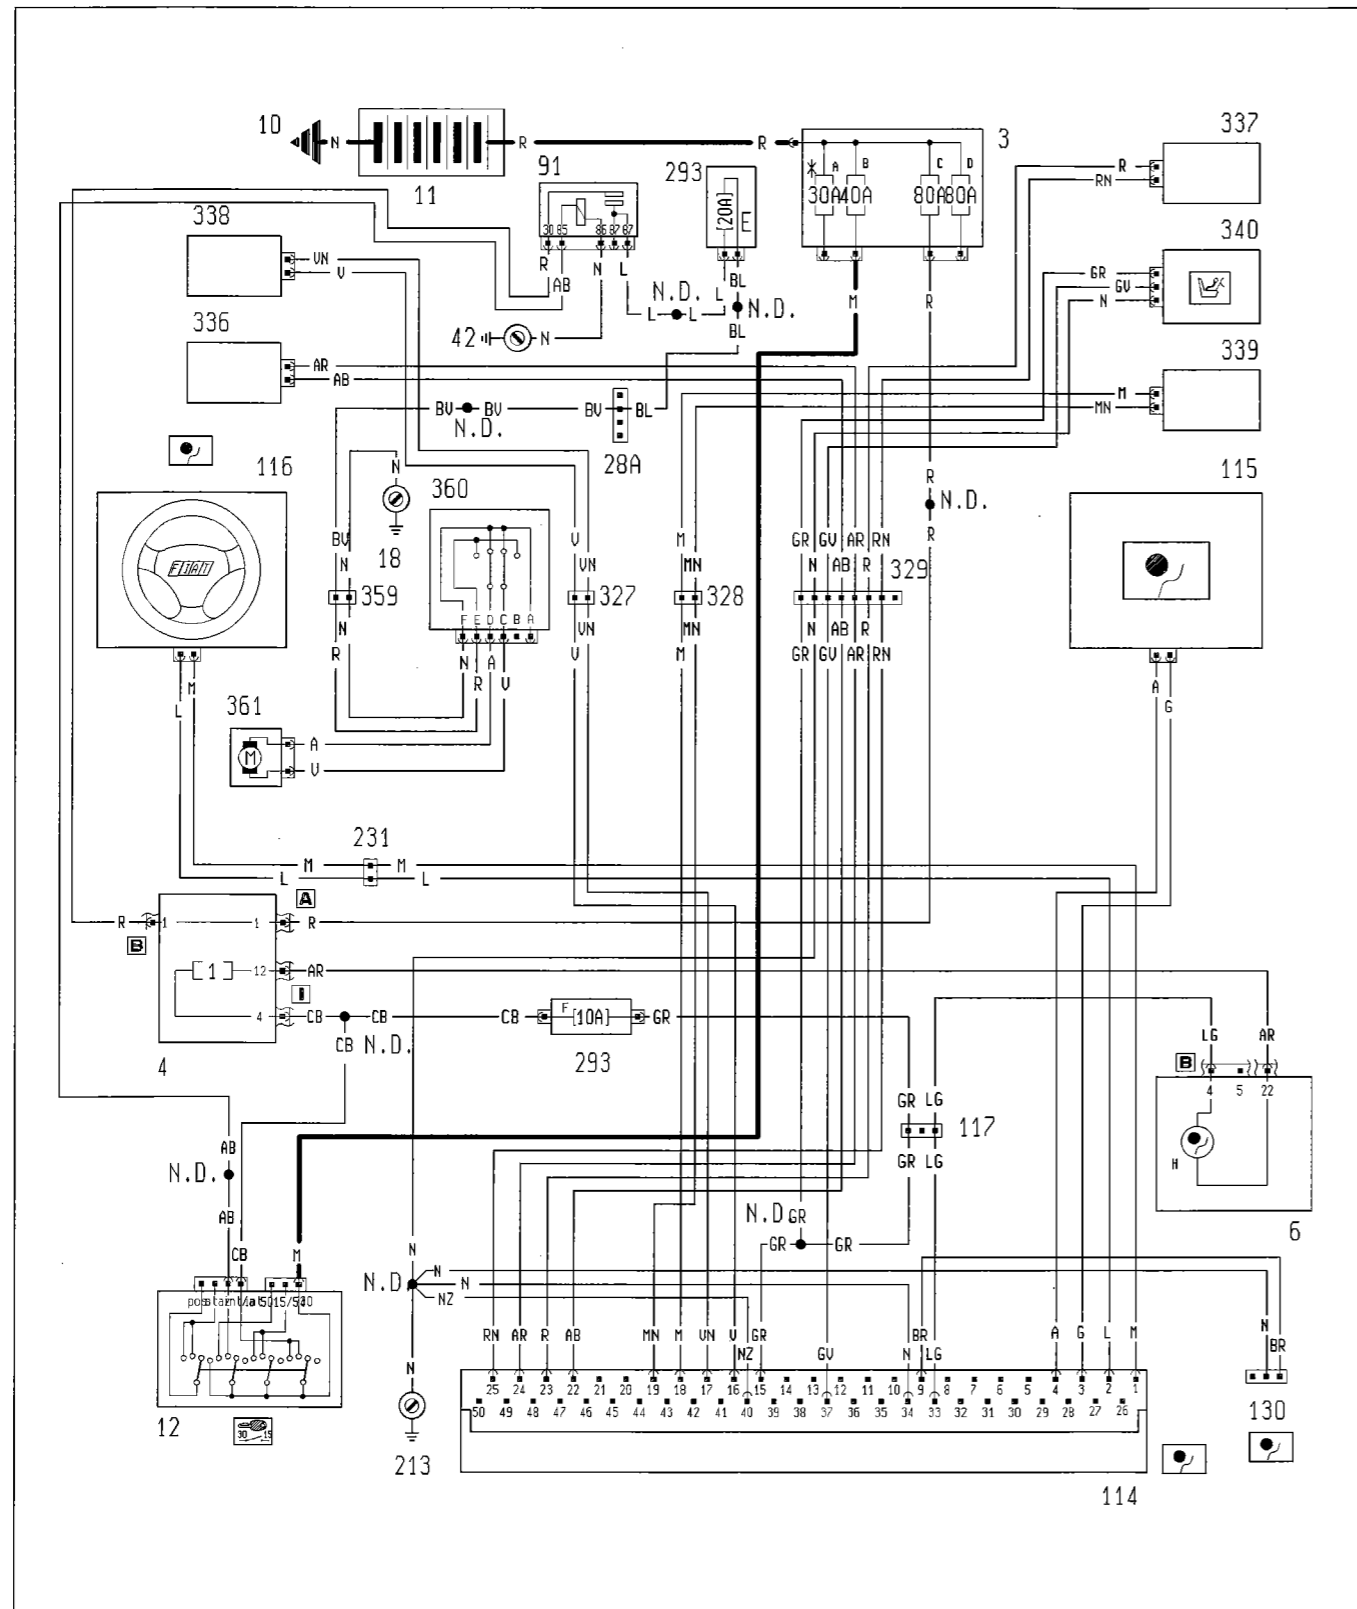 10
N
R
11
91
30 85 86 87 87
R
AB
N
L
293
[20A]
E
L
BL
N.D.
L
L
N.D.
BL
42
N
R
3
A
B
C
D
30A
40A
80A
80A
M
R
337
R
RN
340
GR
GV
N
339
M
MN
338
VN
V
336
AR
AB
BV
BV
N.D.
BV
BL
28A
116
FIAT
N
18
360
F E D C B A
N
R
A
V
BV
N
359
N
R
V
VN
327
VN
V
M
MN
328
MN
M
GR GV AR RN
N AB R
329
N AB R
GR GV AR RN
R
N.D.
R
115
A
G
M
L
361
M
A
V
231
M
M
L
L
A
R
1
1
R
B
[1]
12
AR
I
4
CB
CB
CB
F
[10A]
GR
CB
N.D.
293
4
LG
AR
B
4 5 22
H
6
GR LG
117
GR LG
AB
N.D.
AB
CB
M
12
30 15
N
N.D.
N
N
NZ
N
213
N.D.
GR
GR
GR
RN AR R AB MN M VN V GR BR A G L M
NZ GV N LG
25 24 23 22 21 20 19 18 17 16 15 14 13 12 11 10 9 8 7 6 5 4 3 2 1
50 49 48 47 46 45 44 43 42 41 40 39 38 37 36 35 34 33 32 31 30 29 28 27 26
114
N
BR
130